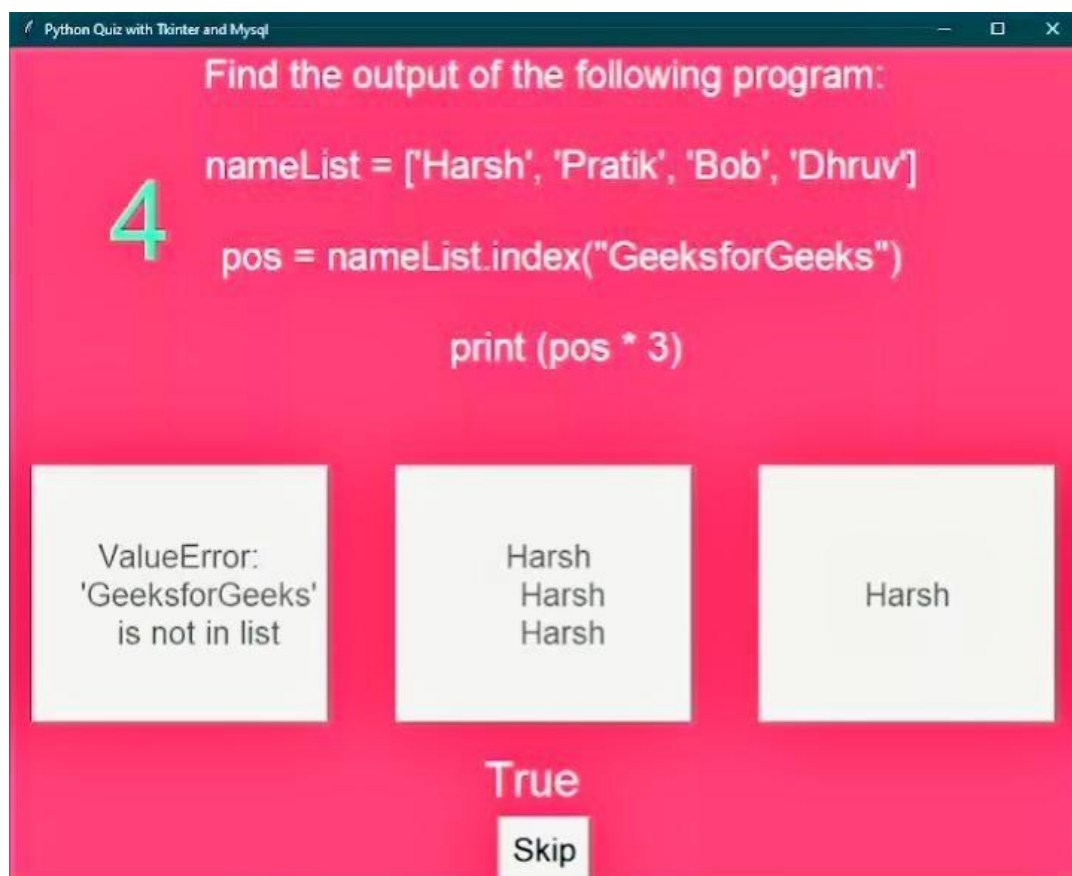 Python Quiz with Tkinter and Mysql
Find the output of the following program:
nameList = ['Harsh', 'Pratik', 'Bob', 'Dhruv']
4
pos = nameList.index("GeeksforGeeks")
print (pos * 3)
ValueError:
'GeeksforGeeks'
is not in list
Harsh
Harsh
Harsh
Harsh
True
Skip